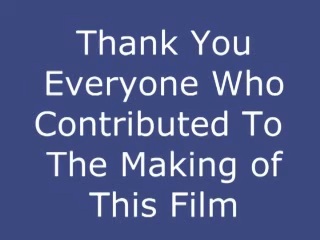 Thank You
Everyone Who
Contributed To
The Making of
This Film